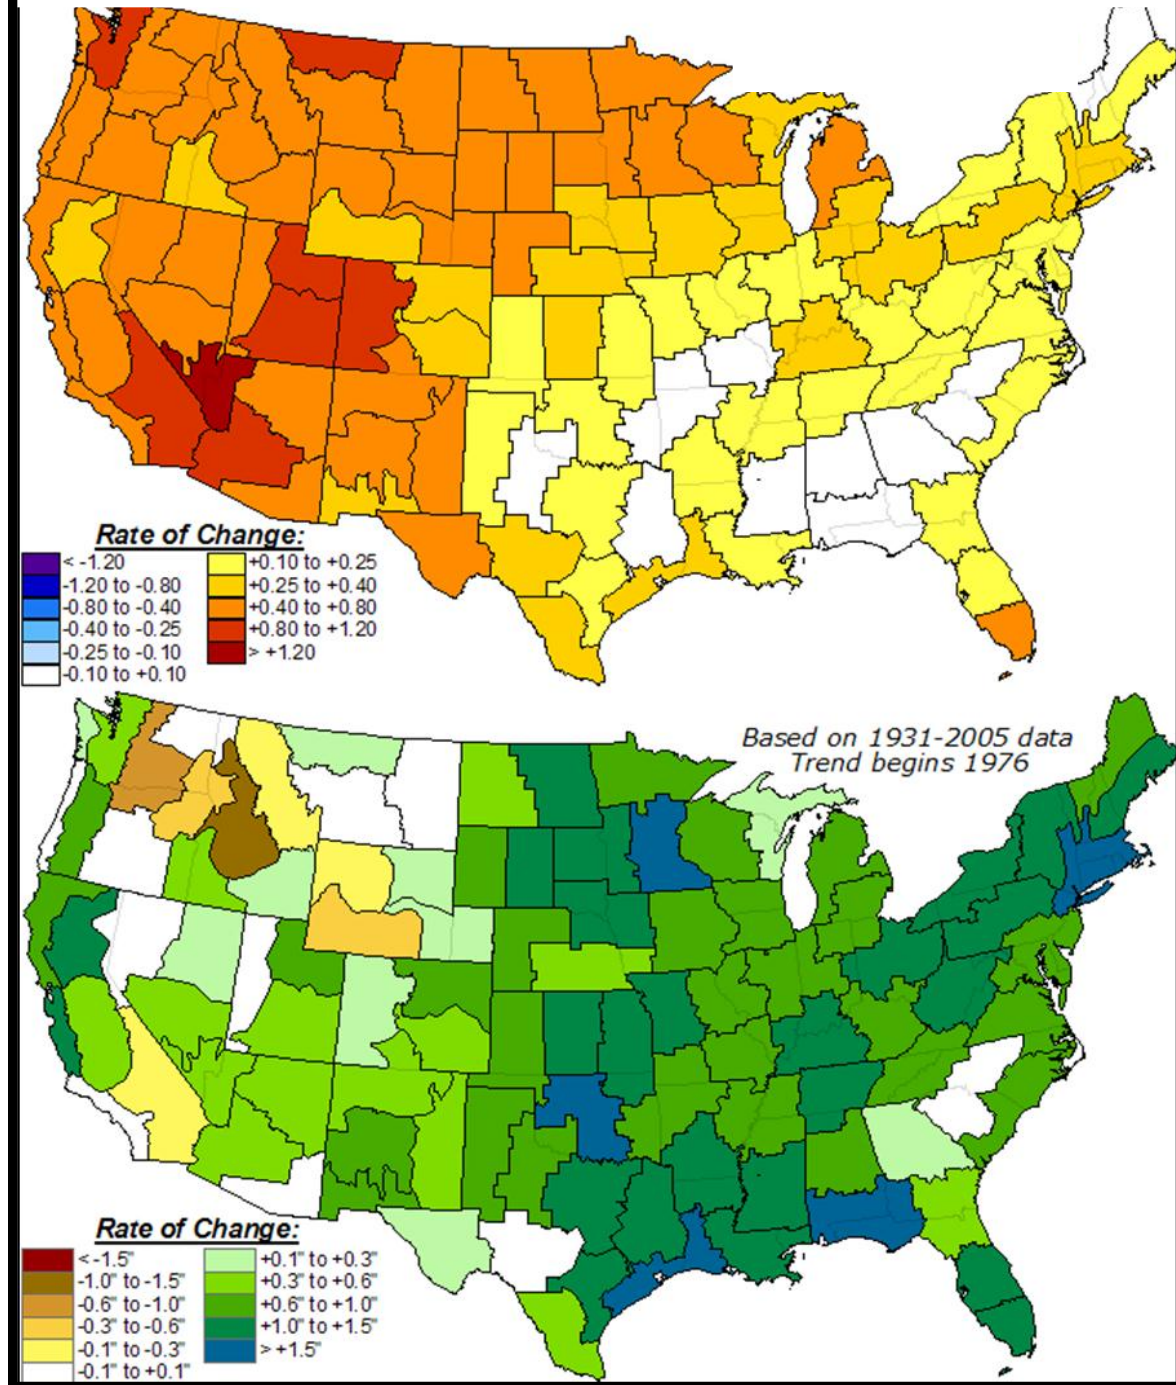 Rate of Change:
< -1.20
-1.20 to -0.80
-0.80 to -0.40
-0.40 to -0.25
-0.25 to -0.10
-0.10 to +0.10
+0.10 to +0.25
+0.25 to +0.40
+0.40 to +0.80
+0.80 to +1.20
> +1.20
Based on 1931-2005 data
Trend begins 1976
Rate of Change:
< -1.5"
-1.0" to -1.5"
-0.6" to -1.0"
-0.3" to -0.6"
-0.1" to -0.3"
-0.1" to +0.1"
+0.1" to +0.3"
+0.3" to +0.6"
+0.6" to +1.0"
+1.0" to +1.5"
> +1.5"